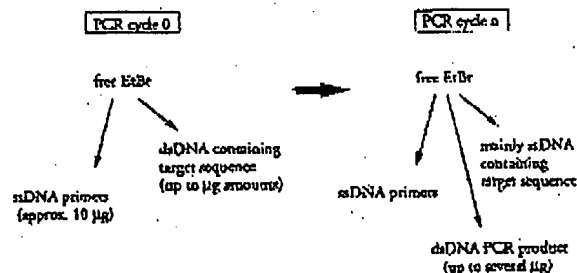 PCR cycle 0
free EtBr
dsDNA containing
target sequence
(up to µg amounts)
ssDNA primers
(approx. 10 µg)
PCR cycle n
free EtBr
mainly ssDNA
containing
target sequence
ssDNA primers
dsDNA PCR product
(up to several µg)